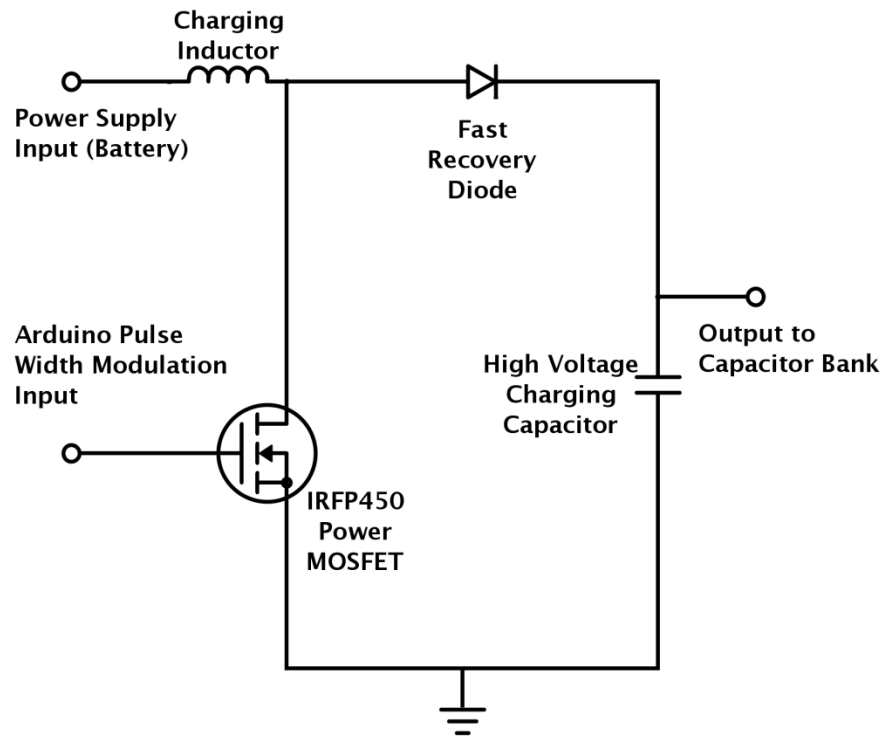 Charging
Inductor
Power Supply
Input (Battery)
Fast
Recovery
Diode
Arduino Pulse
Width Modulation
Input
High Voltage
Charging
Capacitor
Output to
Capacitor Bank
IRFP450
Power
MOSFET